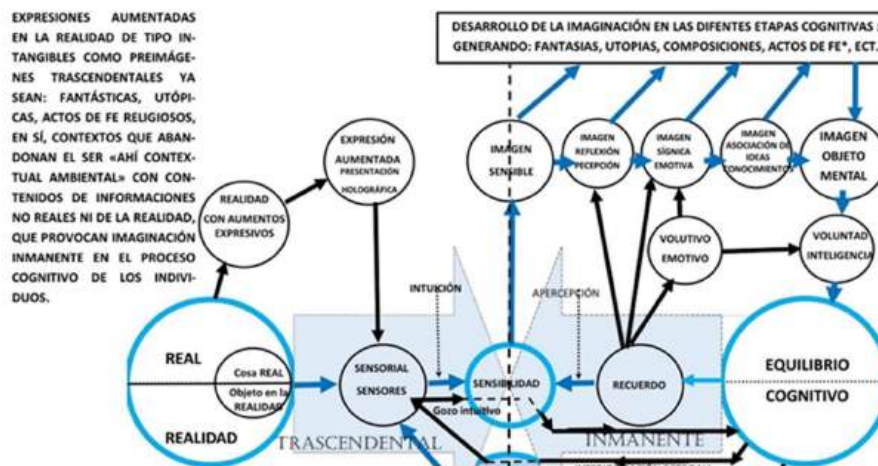 EXPRESIONES AUMENTADAS
EN LA REALIDAD DE TIPO IN-
TANGIBLES COMO PREIMÁGE-
NES TRASCENDENTALES YA
SEAN: FANTÁSTICAS, UTÓPI-
CAS, ACTOS DE FE RELIGIOSOS,
EN SÍ, CONTEXTOS QUE ABAN-
DONAN EL SER «AHÍ CONTEX-
TUAL AMBIENTAL» CON CON-
TENIDOS DE INFORMACIONES
NO REALES NI DE LA REALIDAD,
QUE PROVOCAN IMAGINACIÓN
INMANENTE EN EL PROCESO
COGNITIVO DE LOS INDIVI-
DUOS.
DESARROLLO DE LA IMAGINACIÓN EN LAS DIFENTES ETAPAS COGNITIVAS
GENERANDO: FANTASIAS, UTOPIAS, COMPOSICIONES, ACTOS DE FE*, ECT.
EXPRESIÓN
AUMENTADA
PRESENTACIÓN
HOLOGRÁFICA
REALIDAD
CON AUMENTOS
EXPRESIVOS
IMAGEN
SENSIBLE
IMAGEN
REFLEXIÓN
PECEPCIÓN
IMAGEN
SÍGNICA
EMOTIVA
IMAGEN
ASOCIACIÓN DE
IDEAS
CONOCIMIENTOS
IMAGEN
OBJETO
MENTAL
VOLUTIVO
EMOTIVO
VOLUNTAD
INTELIGENCIA
INTUICIÓN
APERCEPCIÓN
REAL
Cosa REAL
Objeto en la
REALIDAD
REALIDAD
SENSORIAL
SENSORES
SENSIBILIDAD
RECUERDO
EQUILIBRIO
COGNITIVO
Gozo intuitivo
TRASCENDENTAL
INMANENTE